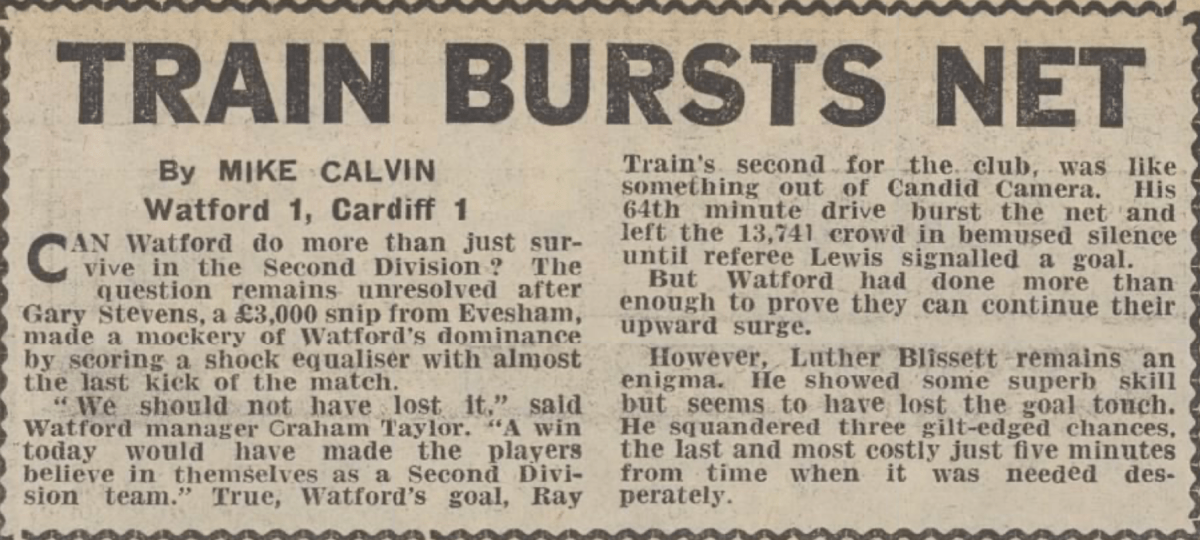 TRAIN BURSTS NET
By MIKE CALVIN
Watford 1, Cardiff 1
CAN Watford do more than just sur-
vive in the Second Division? The
question remains unresolved after
Gary Stevens, a £3,000 snip from Evesham,
made a mockery of Watford's dominance
by scoring a shock equaliser with almost
the last kick of the match.
"We should not have lost it," said
Watford manager Graham Taylor. "A win
today would have made the players
believe in themselves as a Second Divi-
sion team." True, Watford's goal, Ray
Train's second for the club, was like
something out of Candid Camera. His
64th minute drive burst the net and
left the 13,741 crowd in bemused silence
until referee Lewis signalled a goal.
But Watford had done more than
enough to prove they can continue their
upward surge.
However, Luther Blissett remains an
enigma. He showed some superb skill
but seems to have lost the goal touch.
He squandered three gilt-edged chances,
the last and most costly just five minutes
from time when it was needed des-
perately.